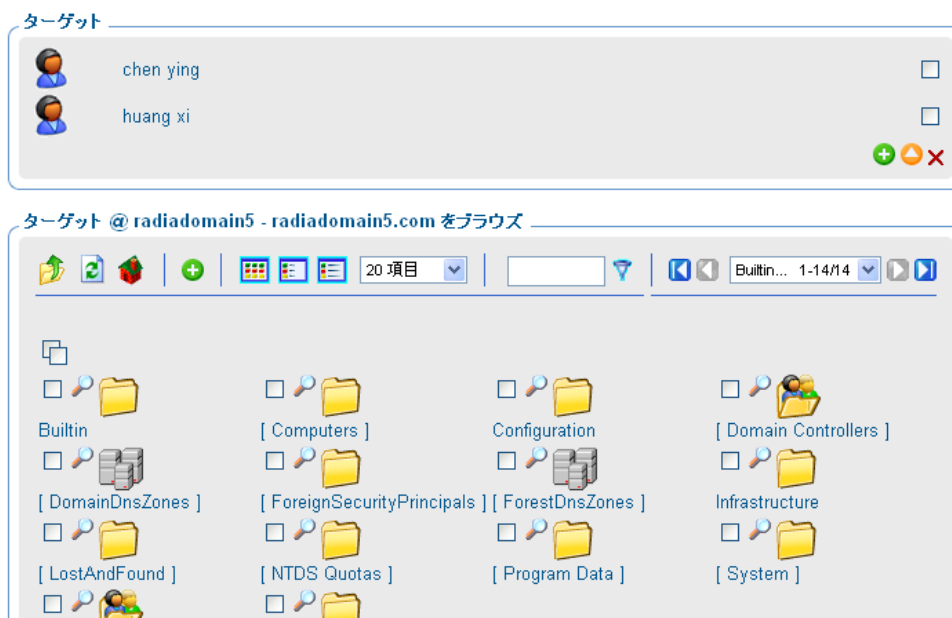 ターゲット
chen ying
huang xi
ターゲット @ radiadomain5 - radiadomain5.com をブラウズ
20 項目
Builtin... 1-14/14
Builtin [ Computers ] Configuration [ Domain Controllers ]
[ DomainDnsZones ] [ ForeignSecurityPrincipals ] [ ForestDnsZones ] Infrastructure
[ LostAndFound ] [ NTDS Quotas ] [ Program Data ] [ System ]